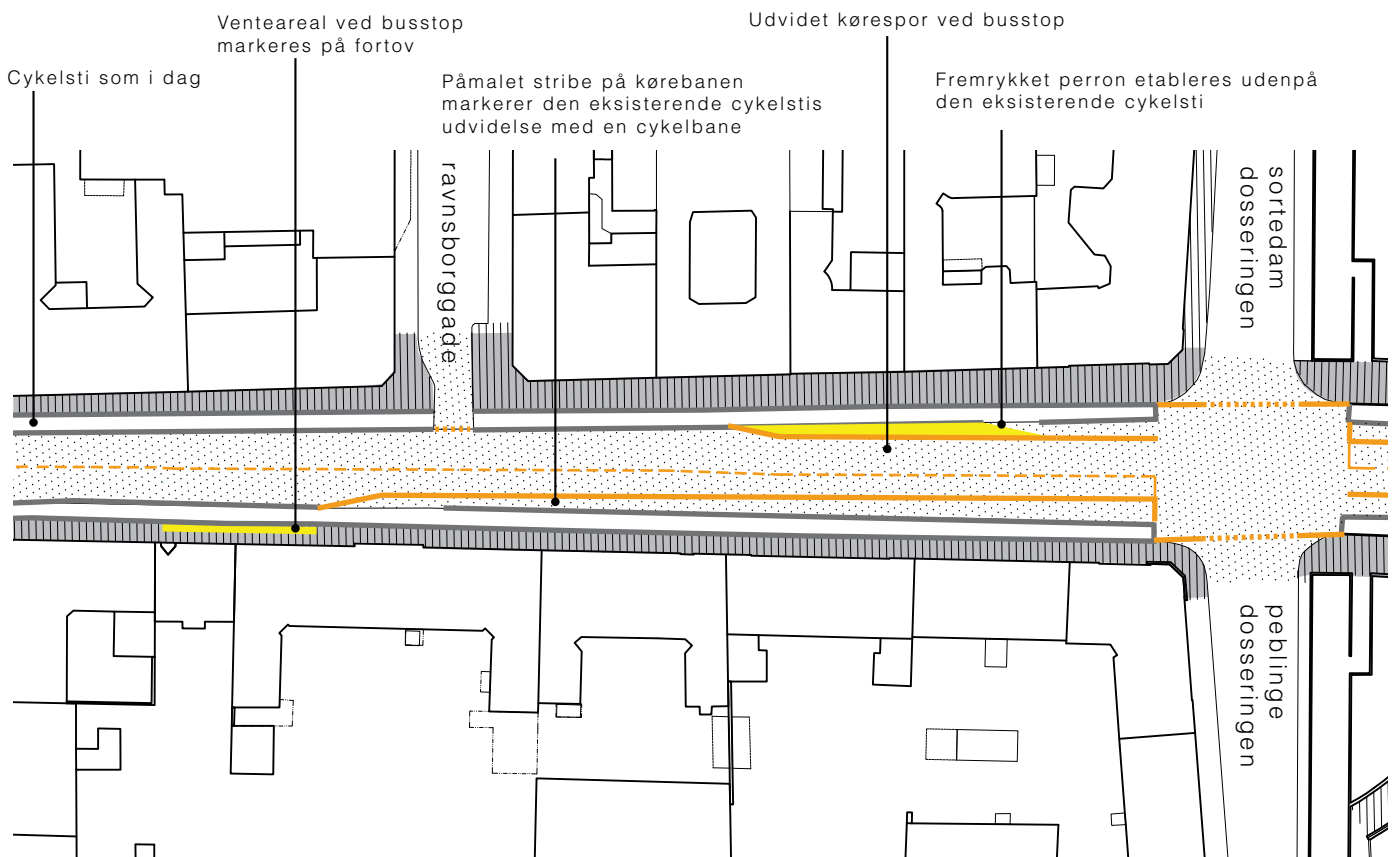 Venteareal ved busstop
markeres på fortov
Udvidet kørespor ved busstop
Cykelsti som i dag
Påmalet stribe på kørebanen
markerer den eksisterende cykelstis
udvidelse med en cykelbane
Fremrykket perron etableres udenpå
den eksisterende cykelsti
ravnsborggade
sortedam
dosseringen
peblinge
dosseringen